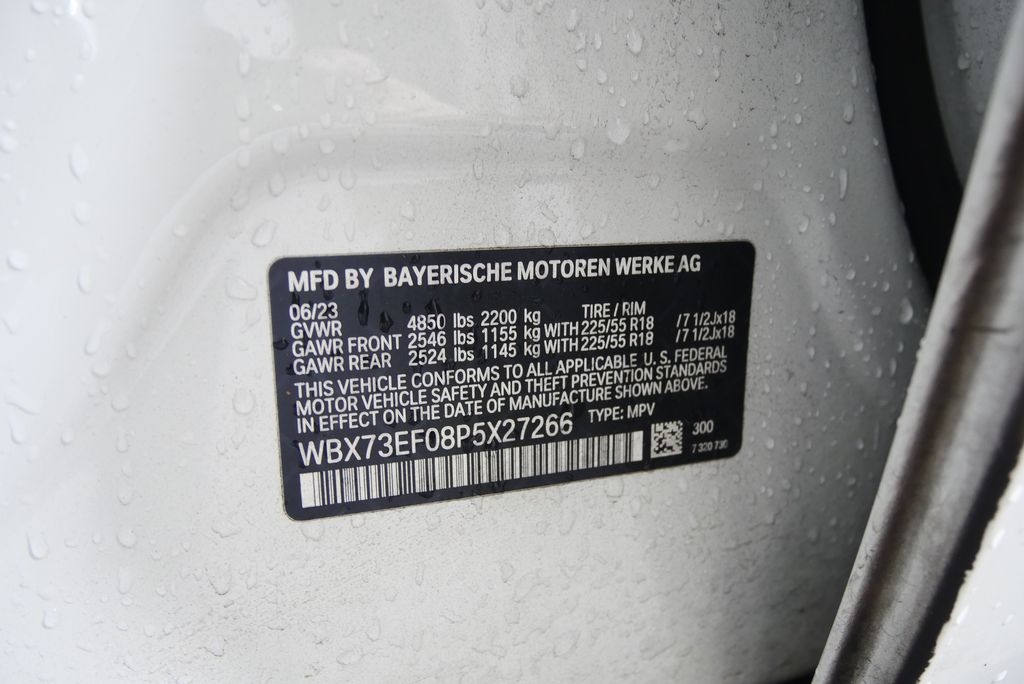 MFD BY BAYERISCHE MOTOREN WERKE AG
06/23 TIRE / RIM
GVWR 4850 lbs 2200 kg
GAWR FRONT 2546 lbs 1155 kg WITH 225/55 R18 /7 1/2Jx18
GAWR REAR 2524 lbs 1145 kg WITH 225/55 R18 /7 1/2Jx18
THIS VEHICLE CONFORMS TO ALL APPLICABLE U.S. FEDERAL
MOTOR VEHICLE SAFETY AND THEFT PREVENTION STANDARDS
IN EFFECT ON THE DATE OF MANUFACTURE SHOWN ABOVE.
WBX73EF08P5X27266 TYPE: MPV
300
7 320 730